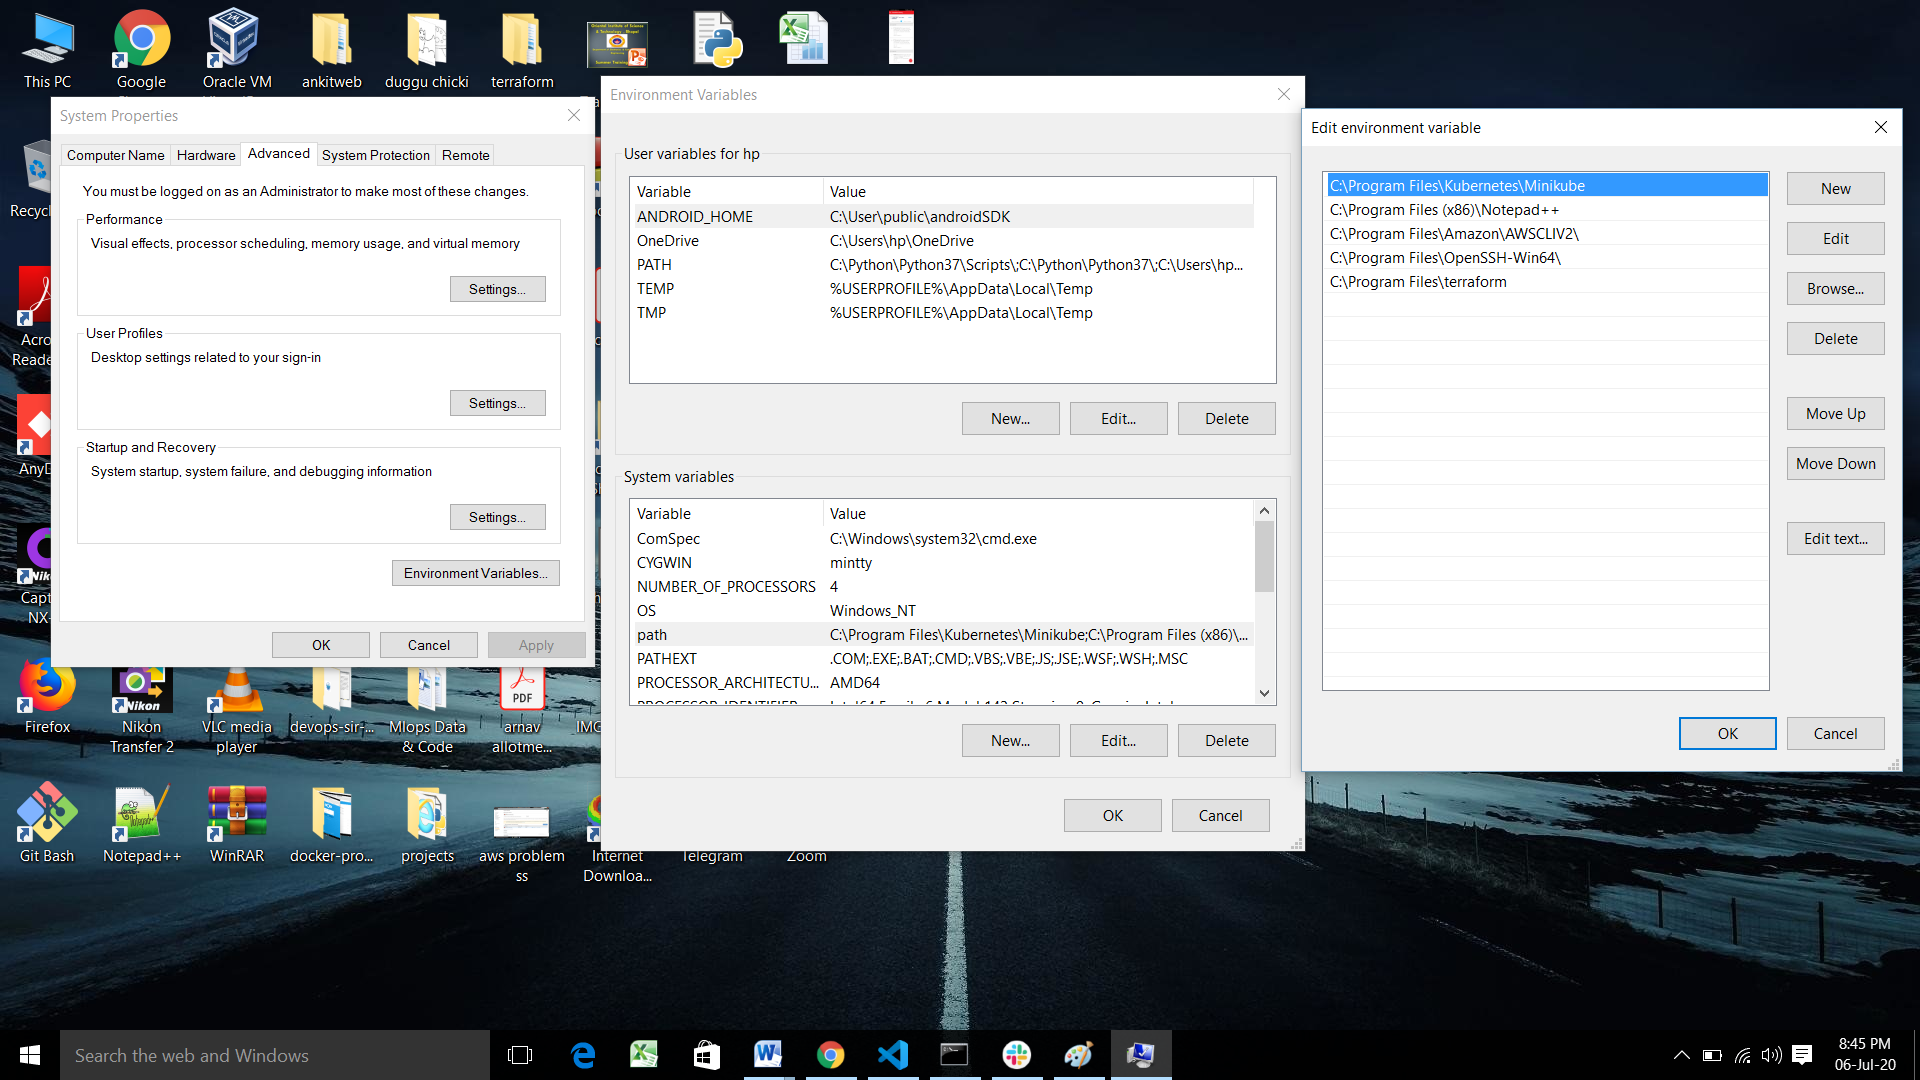 This PC
Google
Oracle VM
ankitweb
duggu chicki
terraform
System Properties
Computer Name
Hardware
Advanced
System Protection
Remote
You must be logged on as an Administrator to make most of these changes.
Performance
Visual effects, processor scheduling, memory usage, and virtual memory
Settings...
User Profiles
Desktop settings related to your sign-in
Settings...
Startup and Recovery
System startup, system failure, and debugging information
Settings...
Environment Variables...
OK
Cancel
Apply
Environment Variables
User variables for hp
Variable Value
ANDROID_HOME C:\User\public\androidSDK
OneDrive C:\Users\hp\OneDrive
PATH C:\Python\Python37\Scripts\;C:\Python\Python37\;C:\Users\hp...
TEMP %USERPROFILE%\AppData\Local\Temp
TMP %USERPROFILE%\AppData\Local\Temp
New...
Edit...
Delete
System variables
Variable Value
ComSpec C:\Windows\system32\cmd.exe
CYGWIN mintty
NUMBER_OF_PROCESSORS 4
OS Windows_NT
path C:\Program Files\Kubernetes\Minikube;C:\Program Files (x86)\...
PATHEXT .COM;.EXE;.BAT;.CMD;.VBS;.VBE;.JS;.JSE;.WSF;.WSH;.MSC
PROCESSOR_ARCHITECTU... AMD64
New...
Edit...
Delete
OK
Cancel
Edit environment variable
C:\Program Files\Kubernetes\Minikube
C:\Program Files (x86)\Notepad++
C:\Program Files\Amazon\AWSCLIV2\
C:\Program Files\OpenSSH-Win64\
C:\Program Files\terraform
New
Edit
Browse...
Delete
Move Up
Move Down
Edit text...
OK
Cancel
Recyc
Acro
Reade
AnyD
Capt
NX-
Firefox
Nikon
Nikon
Transfer 2
VLC media
player
devops-sir-...
Mlops Data
& Code
PDF
arnav
allotme...
IMG
Git Bash
Notepad++
WinRAR
docker-pro...
projects
aws problem
ss
Internet
Downloa...
Telegram
Zoom
Search the web and Windows
8:45 PM
06-Jul-20